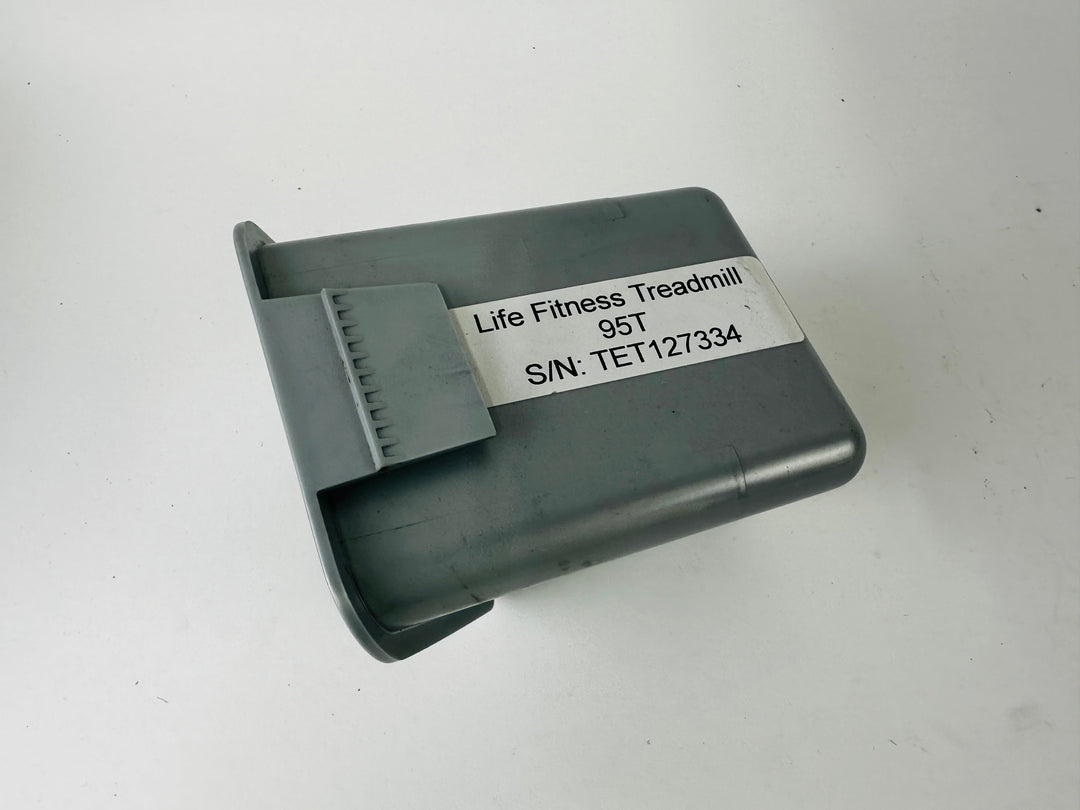 Life Fitness Treadmill
95T
S/N: TET127334